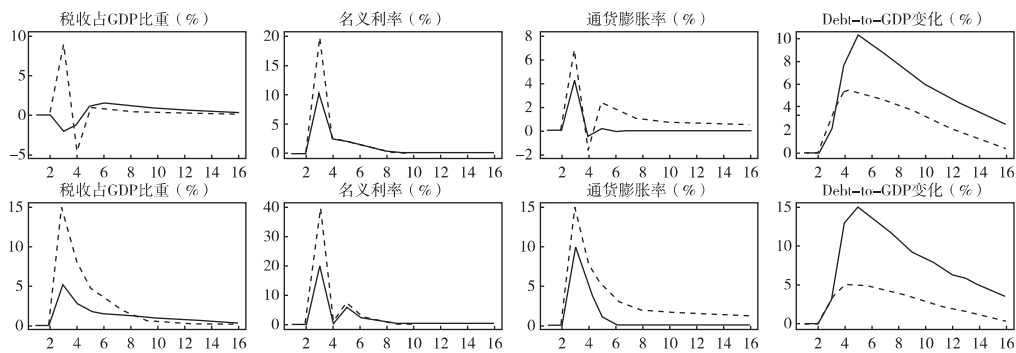 税收占GDP比重（%） 名义利率（%） 通货膨胀率（%） Debt-to-GDP变化（%）
10 20 8 10
5 15 6 8
0 10 4 6
-5 5 2 4
0 0 2
-2 0
2 4 6 8 10 12 14 16 2 4 6 8 10 12 14 16 2 4 6 8 10 12 14 16 2 4 6 8 10 12 14 16
税收占GDP比重（%） 名义利率（%） 通货膨胀率（%） Debt-to-GDP变化（%）
15 40 15 15
10 30 10 10
5 20 5 5
0 10 0 0
0
2 4 6 8 10 12 14 16 2 4 6 8 10 12 14 16 2 4 6 8 10 12 14 16 2 4 6 8 10 12 14 16